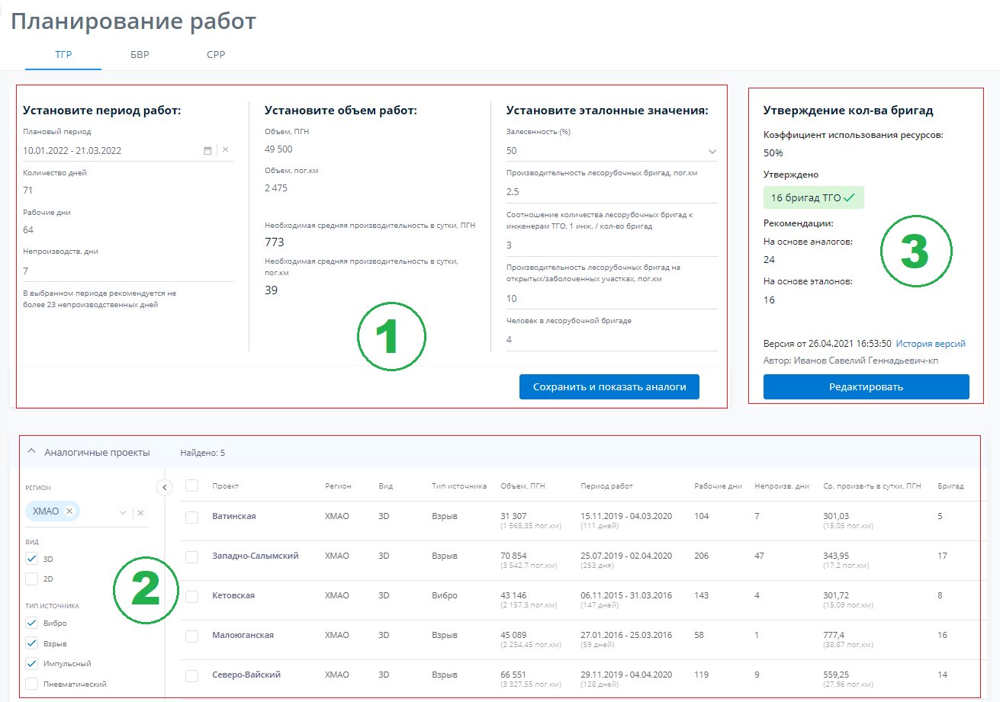 Планирование работ
ТГР
БВР
СРР
Установите период работ:
Плановый период
10.01.2022 - 21.03.2022
Количество дней
71
Рабочие дни
64
Непроизводств. дни
7
В выбранном периоде рекомендуется не
более 23 непроизводственных дней
Установите объем работ:
Объем, ПГН
49 500
Объем, пог.км
2 475
Необходимая средняя производительность в сутки, ПГН
773
Необходимая средняя производительность в сутки,
пог.км
39
1
Установите эталонные значения:
Залесенность (%)
50
Производительность лесорубочных бригад, пог.км
2.5
Соотношение количества лесорубочных бригад к
инженерам ТГО, 1 инж. / кол-во бригад
3
Производительность лесорубочных бригад на
открытых/заболоченных участках, пог.км
10
Человек в лесорубочной бригаде
4
Сохранить и показать аналоги
Утверждение кол-ва бригад
Коэффициент использования ресурсов:
50%
Утверждено
16 бригад ТГО
Рекомендации:
На основе аналогов:
24
На основе эталонов:
16
3
Версия от 26.04.2021 16:53:50 История версий
Автор: Иванов Савелий Геннадьевич-кп
Редактировать
Аналогичные проекты
Найдено: 5
РЕГИОН
ХМАО
ВИД
3D
2D
ТИП ИСТОЧНИКА
Вибро
Взрыв
Импульсный
Пневматический
2
Проект Регион Вид Тип источника Объем, ПГН Период работ Рабочие дни Непроизв. дни Ср. произв-ть в сутки, ПГН Бригад
Ватинская ХМАО 3D Взрыв 31 307 15.11.2019 - 04.03.2020 104 7 301,03 5
(1 565,35 пог.км) (111 дней) (15,05 пог.км)
Западно-Салымский ХМАО 3D Взрыв 70 854 25.07.2019 - 02.04.2020 206 47 343,95 17
(3 542,7 пог.км) (253 дня) (17,2 пог.км)
Кетовская ХМАО 3D Вибро 43 146 06.11.2015 - 31.03.2016 143 4 301,72 8
(2 157,3 пог.км) (147 дней) (15,09 пог.км)
Малоюганская ХМАО 3D Взрыв 45 089 27.01.2016 - 25.03.2016 58 1 777,4 16
(2 254,45 пог.км) (59 дней) (38,87 пог.км)
Северо-Вайский ХМАО 3D Взрыв 66 551 29.11.2019 - 04.04.2020 119 9 559,25 14
(3 327,55 пог.км) (128 дней) (27,96 пог.км)